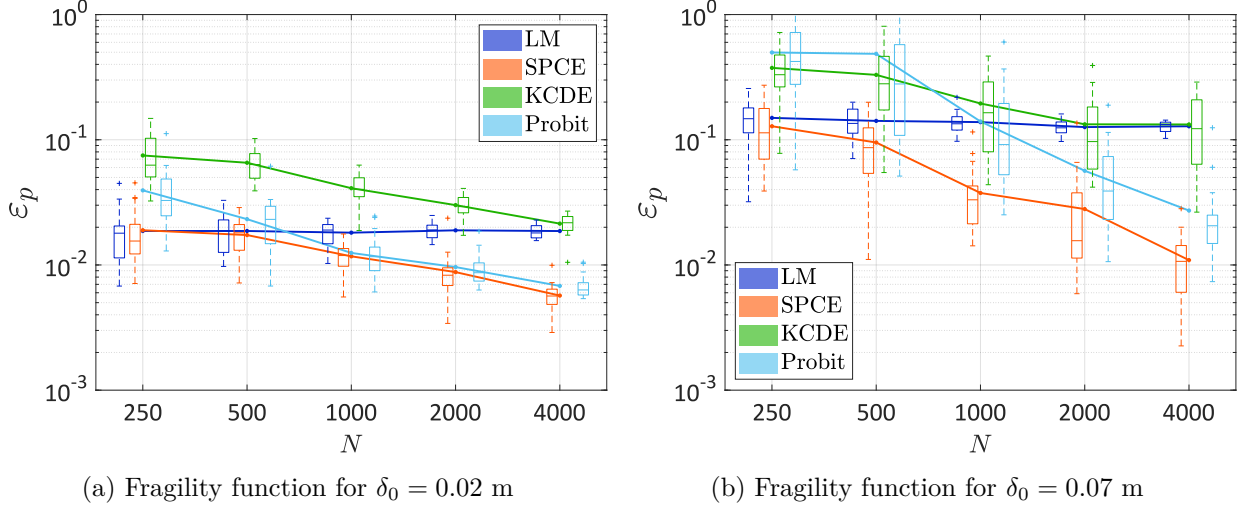 10^0
10^-1
10^-2
10^-3
ε_p
LM
SPCE
KCDE
Probit
250 500 1000 2000 4000
N
(a) Fragility function for δ_0 = 0.02 m
10^0
10^-1
10^-2
10^-3
ε_p
LM
SPCE
KCDE
Probit
250 500 1000 2000 4000
N
(b) Fragility function for δ_0 = 0.07 m